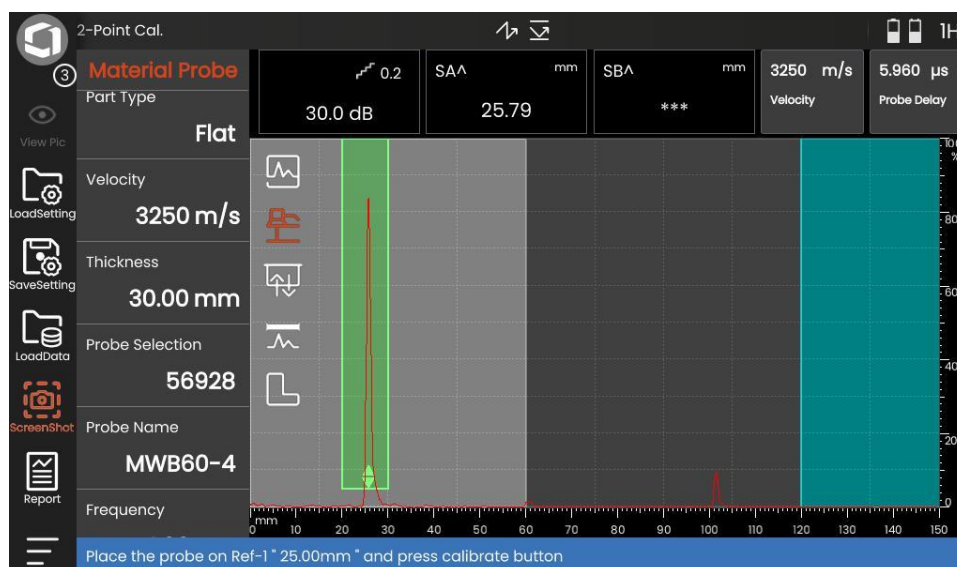 2-Point Cal.
1H
3
Material Probe
0.2
30.0 dB
SA^ mm
25.79
SB^ mm
***
3250 m/s
Velocity
5.960 µs
Probe Delay
View Pic
LoadSetting
SaveSetting
LoadData
ScreenShot
Report
Part Type
Flat
Velocity
3250 m/s
Thickness
30.00 mm
Probe Selection
56928
Probe Name
MWB60-4
Frequency
100
%
80
60
40
20
0
mm
0 10 20 30 40 50 60 70 80 90 100 110 120 130 140 150
Place the probe on Ref-1 " 25.00mm " and press calibrate button